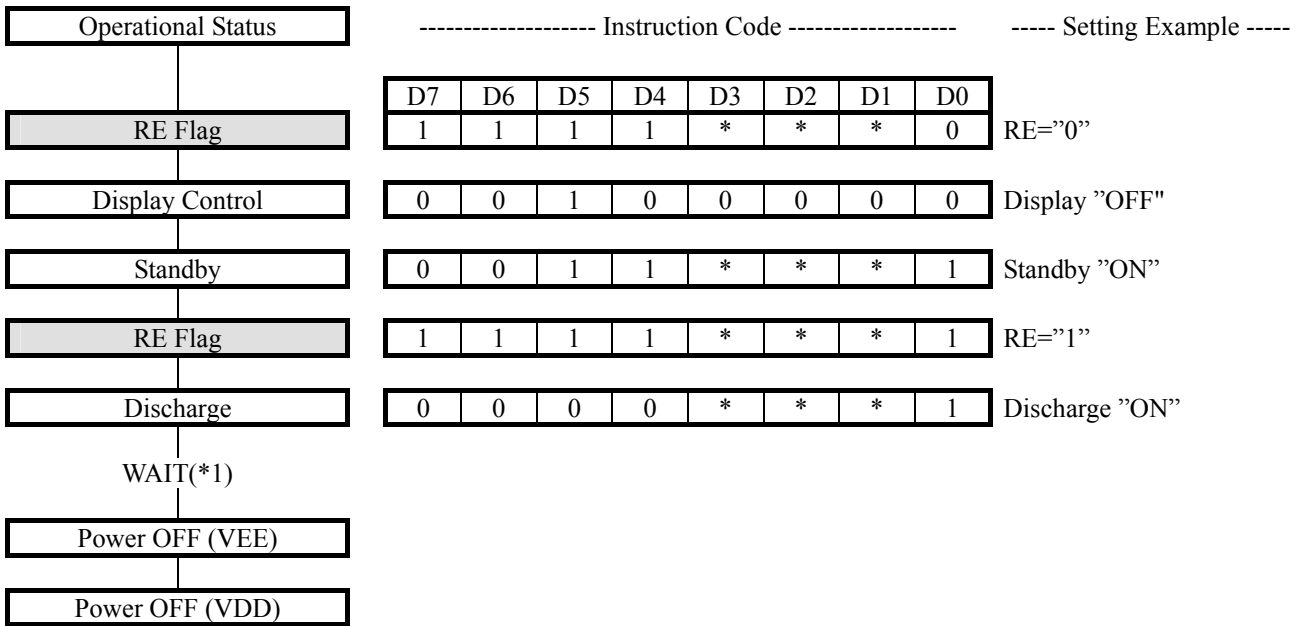 Operational Status -------------------- Instruction Code ------------------- ----- Setting Example -----
D7 D6 D5 D4 D3 D2 D1 D0
RE Flag 1 1 1 1 * * * 0 RE=”0”
Display Control 0 0 1 0 0 0 0 0 Display ”OFF"
Standby 0 0 1 1 * * * 1 Standby ”ON”
RE Flag 1 1 1 1 * * * 1 RE=”1”
Discharge 0 0 0 0 * * * 1 Discharge ”ON”
WAIT(*1)
Power OFF (VEE)
Power OFF (VDD)